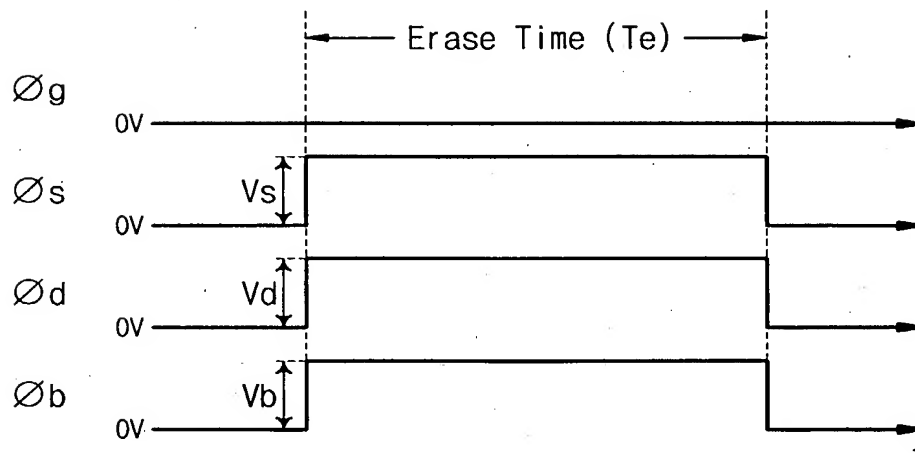 Erase Time (Te)
Øg
0V
Øs
Vs
0V
Ød
Vd
0V
Øb
Vb
0V